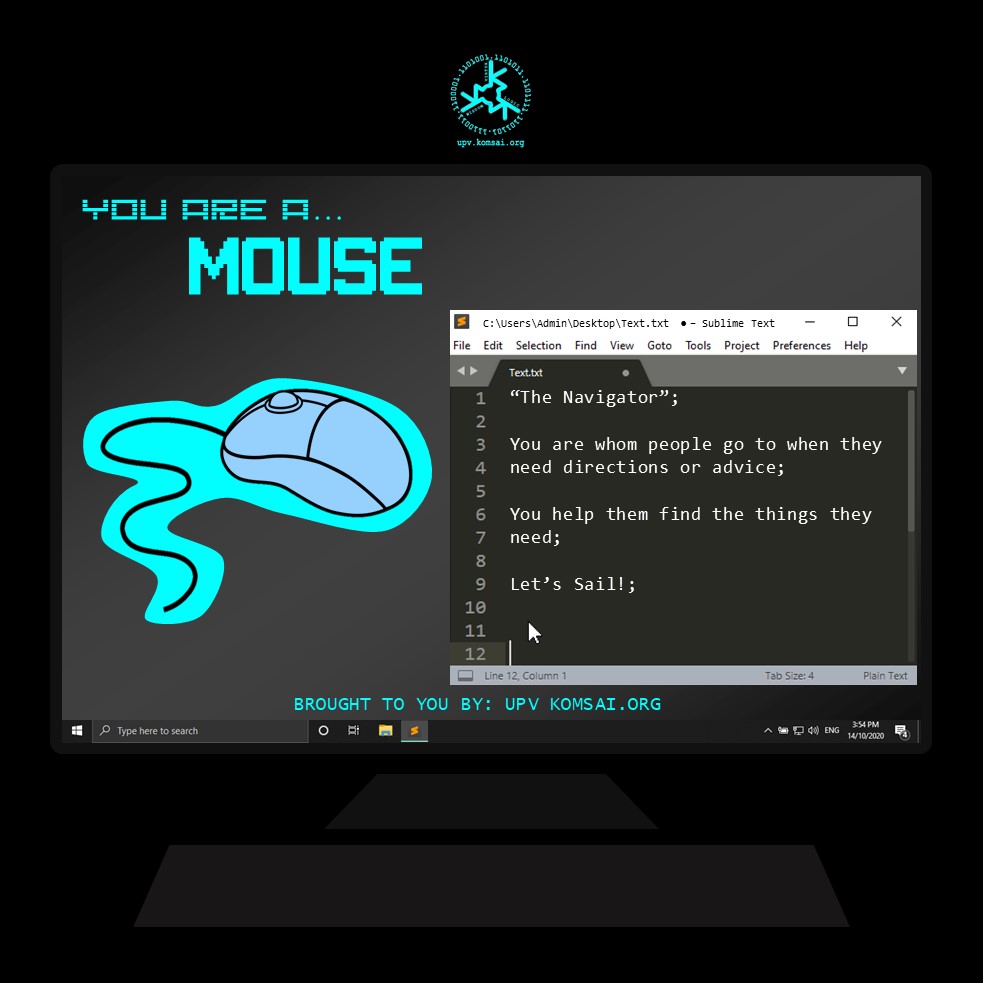 upv.komsai.org
YOU ARE A...
MOUSE
C:\Users\Admin\Desktop\Text.txt ● - Sublime Text
File Edit Selection Find View Goto Tools Project Preferences Help
Text.txt
1 “The Navigator”;
2
3 You are whom people go to when they
4 need directions or advice;
5
6 You help them find the things they
7 need;
8
9 Let’s Sail!;
10
11
12
Line 12, Column 1 Tab Size: 4 Plain Text
BROUGHT TO YOU BY: UPV KOMSAI.ORG
Type here to search
ENG
3:54 PM
14/10/2020
4